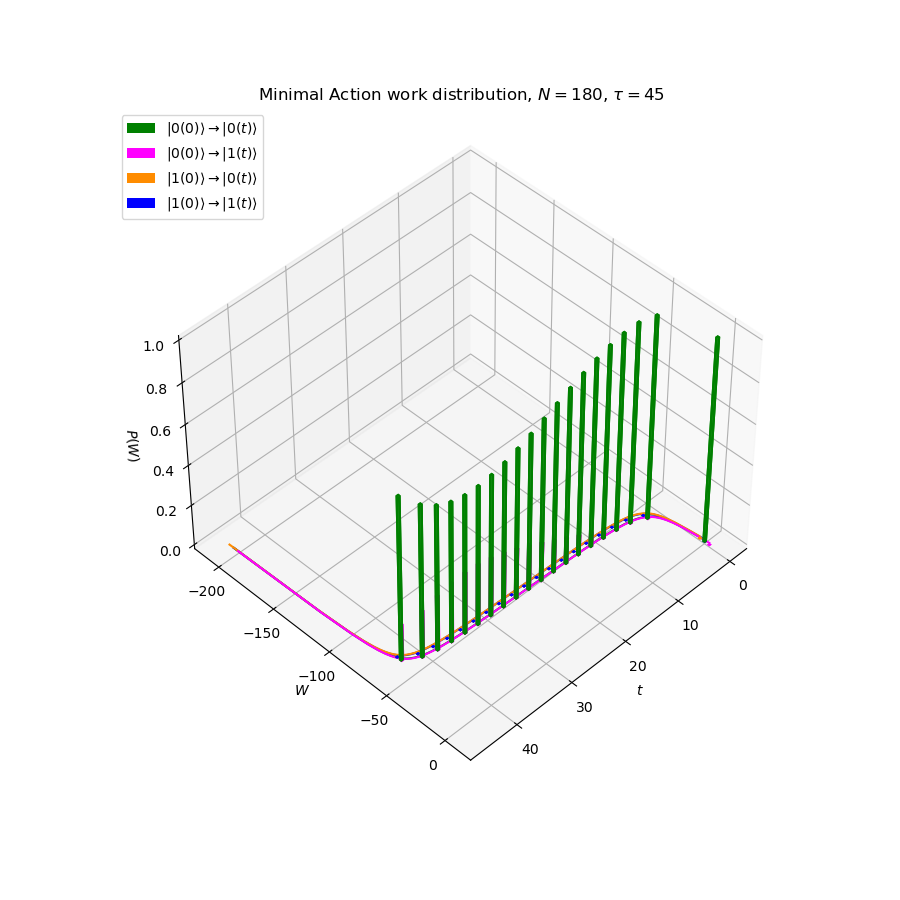 Minimal Action work distribution, N = 180, τ = 45
|0(0)⟩→|0(t)⟩
|0(0)⟩→|1(t)⟩
|1(0)⟩→|0(t)⟩
|1(0)⟩→|1(t)⟩
1.0
0.8
0.6
0.4
0.2
0.0
P(W)
−200
−150
−100
−50
0
W
0
10
20
30
40
t